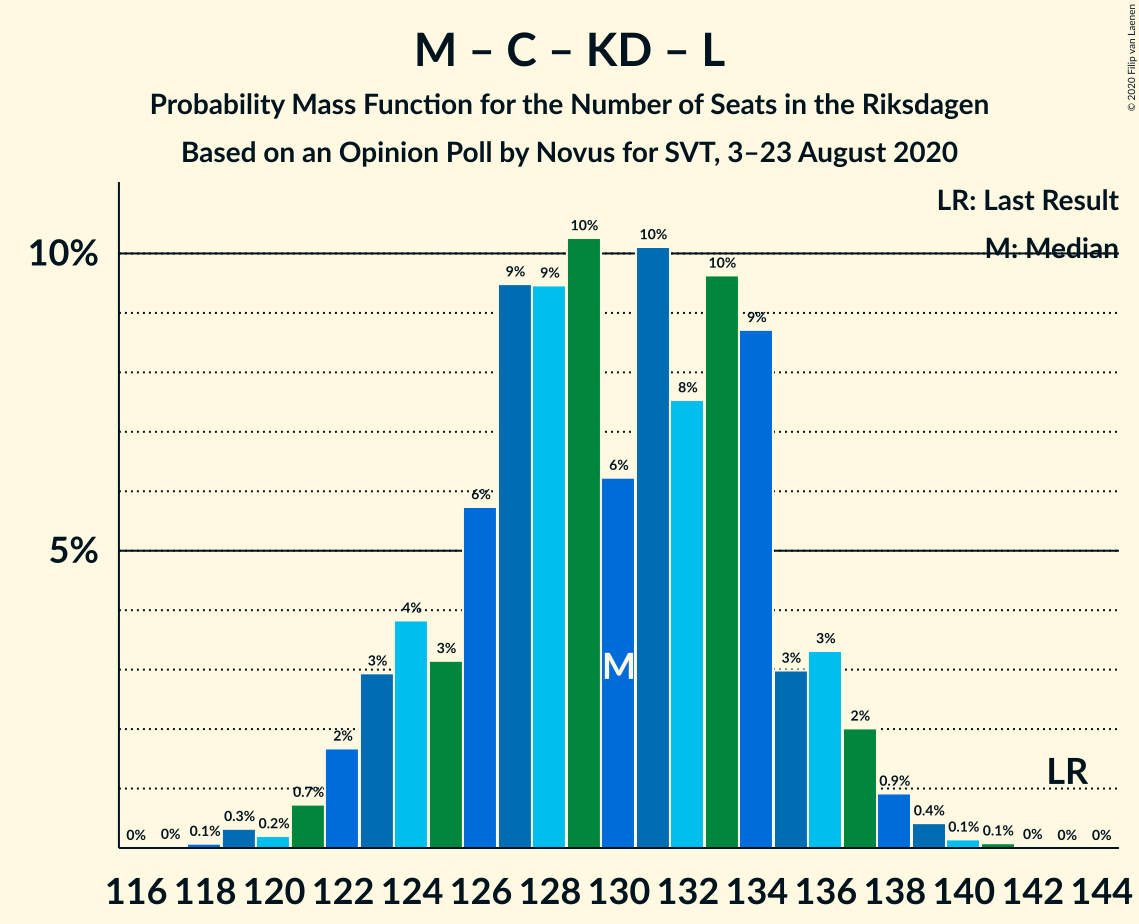 M – C – KD – L
Probability Mass Function for the Number of Seats in the Riksdagen
Based on an Opinion Poll by Novus for SVT, 3–23 August 2020
© 2020 Filip van Laenen
LR: Last Result
M: Median
10%
5%
0% 0% 0.1% 0.3% 0.2% 0.7% 2% 3% 4% 3% 6% 9% 9% 10% 6% 10% 8% 10% 9% 3% 3% 2% 0.9% 0.4% 0.1% 0.1% 0% 0% 0%
M
LR
116 118 120 122 124 126 128 130 132 134 136 138 140 142 144